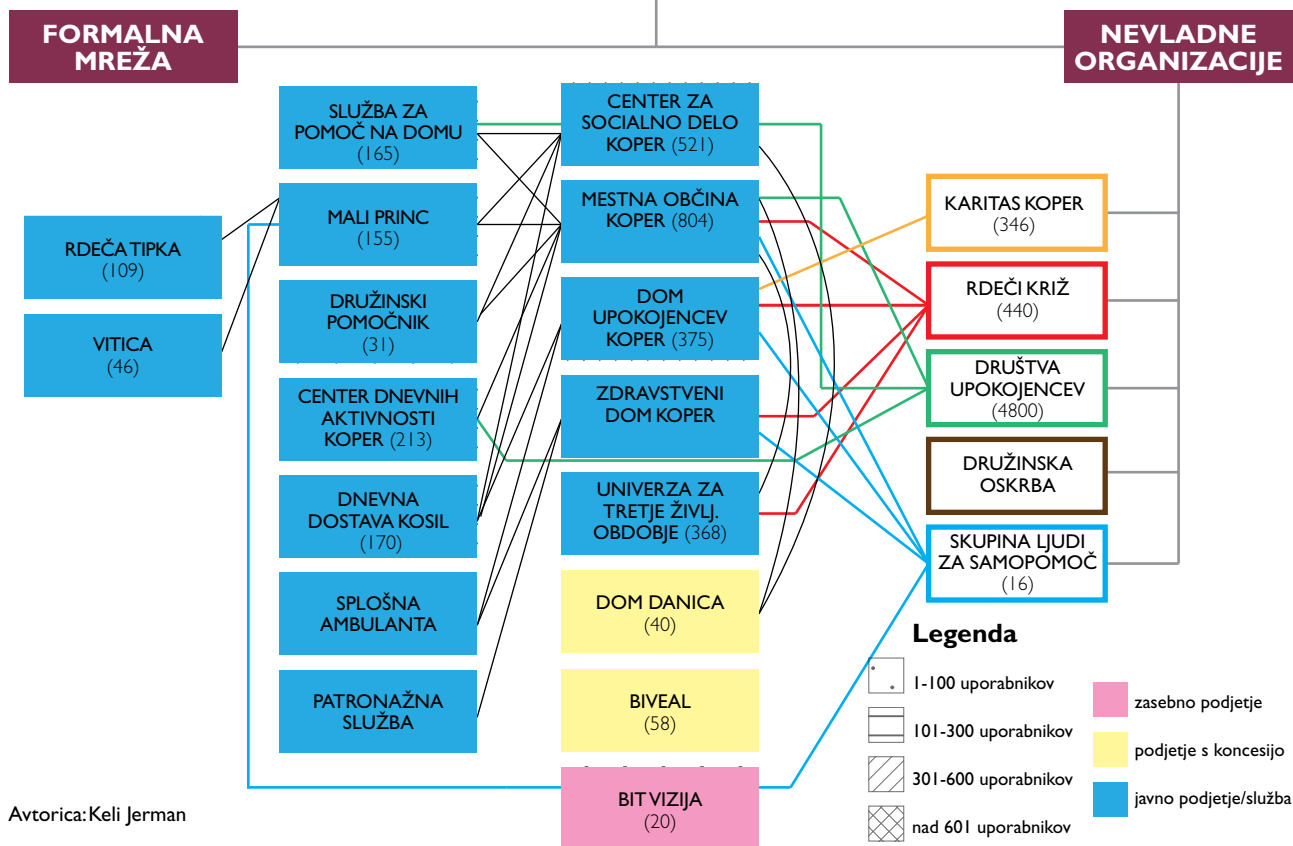 FORMALNA
MREŽA
NEVLADNE
ORGANIZACIJE
RDEČA TIPKA
(109)
VITICA
(46)
SLUŽBA ZA
POMOČ NA DOMU
(165)
MALI PRINC
(155)
DRUŽINSKI
POMOČNIK
(31)
CENTER DNEVNIH
AKTIVNOSTI
KOPER (213)
DNEVNA
DOSTAVA KOSIL
(170)
SPLOŠNA
AMBULANTA
PATRONAŽNA
SLUŽBA
CENTER ZA
SOCIALNO DELO
KOPER (521)
MESTNA OBČINA
KOPER (804)
DOM
UPOKOJENCEV
KOPER (375)
ZDRAVSTVENI
DOM KOPER
UNIVERZA ZA
TRETJE ŽIVLJ.
OBDOBJE (368)
DOM DANICA
(40)
BIVEAL
(58)
BIT VIZIJA
(20)
KARITAS KOPER
(346)
RDEČI KRIŽ
(440)
DRUŠTVA
UPOKOJENCEV
(4800)
DRUŽINSKA
OSKRBA
SKUPINA LJUDI
ZA SAMOPOMOČ
(16)
Legenda
1-100 uporabnikov
101-300 uporabnikov
301-600 uporabnikov
nad 601 uporabnikov
zasebno podjetje
podjetje s koncesijo
javno podjetje/služba
Avtorica: Keli Jerman